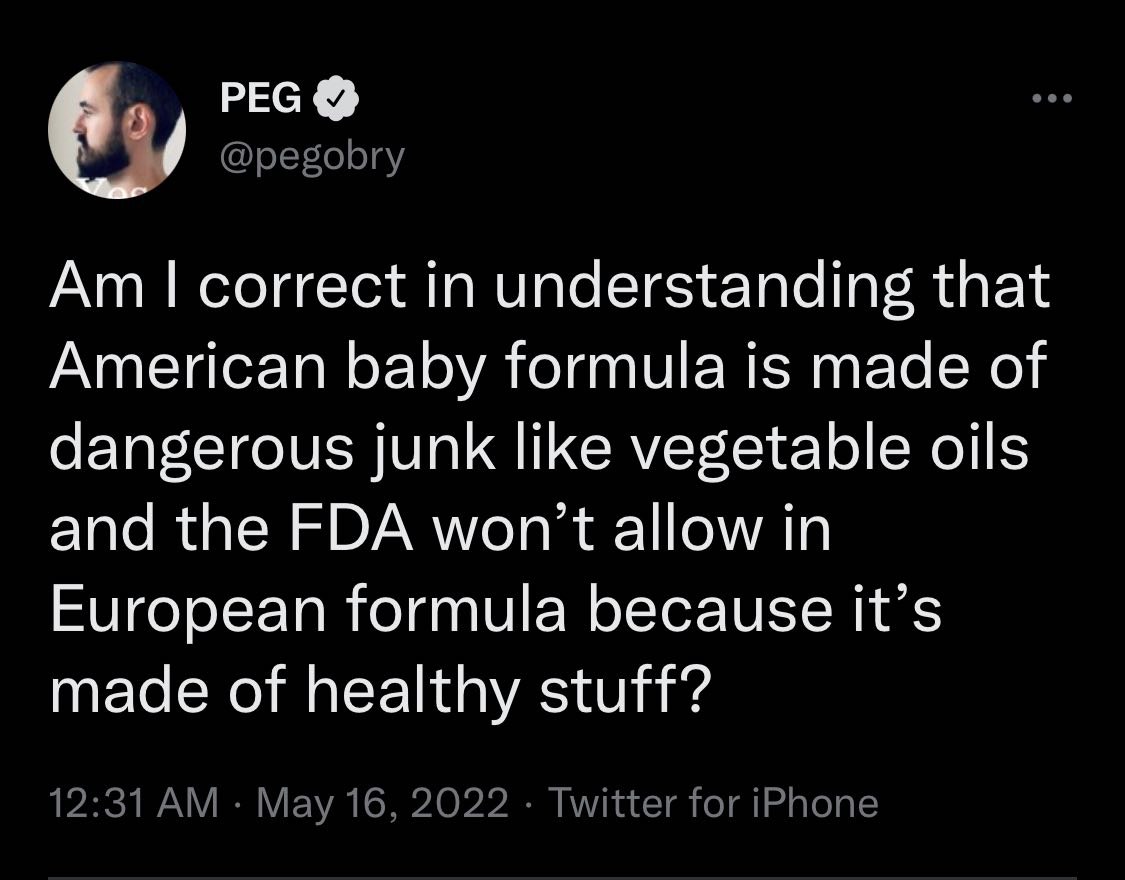 PEG
@pegobry
Yes
Am I correct in understanding that
American baby formula is made of
dangerous junk like vegetable oils
and the FDA won’t allow in
European formula because it’s
made of healthy stuff?
12:31 AM · May 16, 2022 · Twitter for iPhone